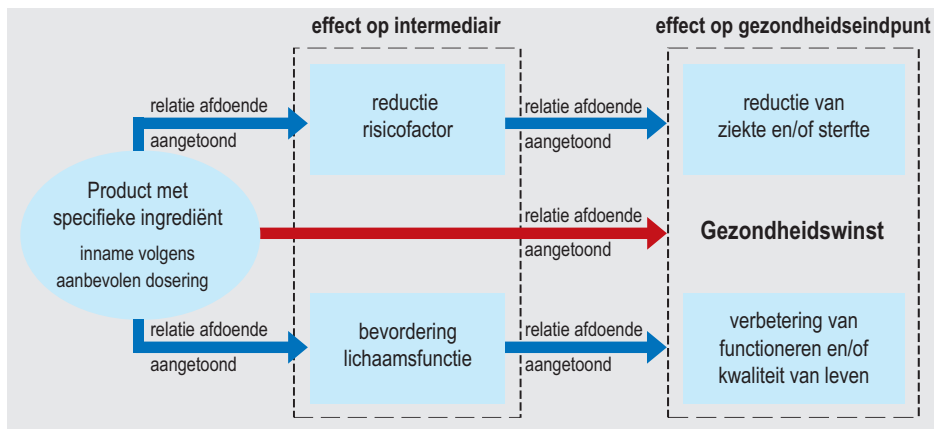 effect op intermediair
effect op gezondheidseindpunt
relatie afdoende
aangetoond
reductie
risicofactor
relatie afdoende
aangetoond
reductie van
ziekte en/of sterfte
Product met
specifieke ingrediënt
inname volgens
aanbevolen dosering
relatie afdoende
aangetoond
Gezondheidswinst
relatie afdoende
aangetoond
bevordering
lichaamsfunctie
relatie afdoende
aangetoond
verbetering van
functioneren en/of
kwaliteit van leven